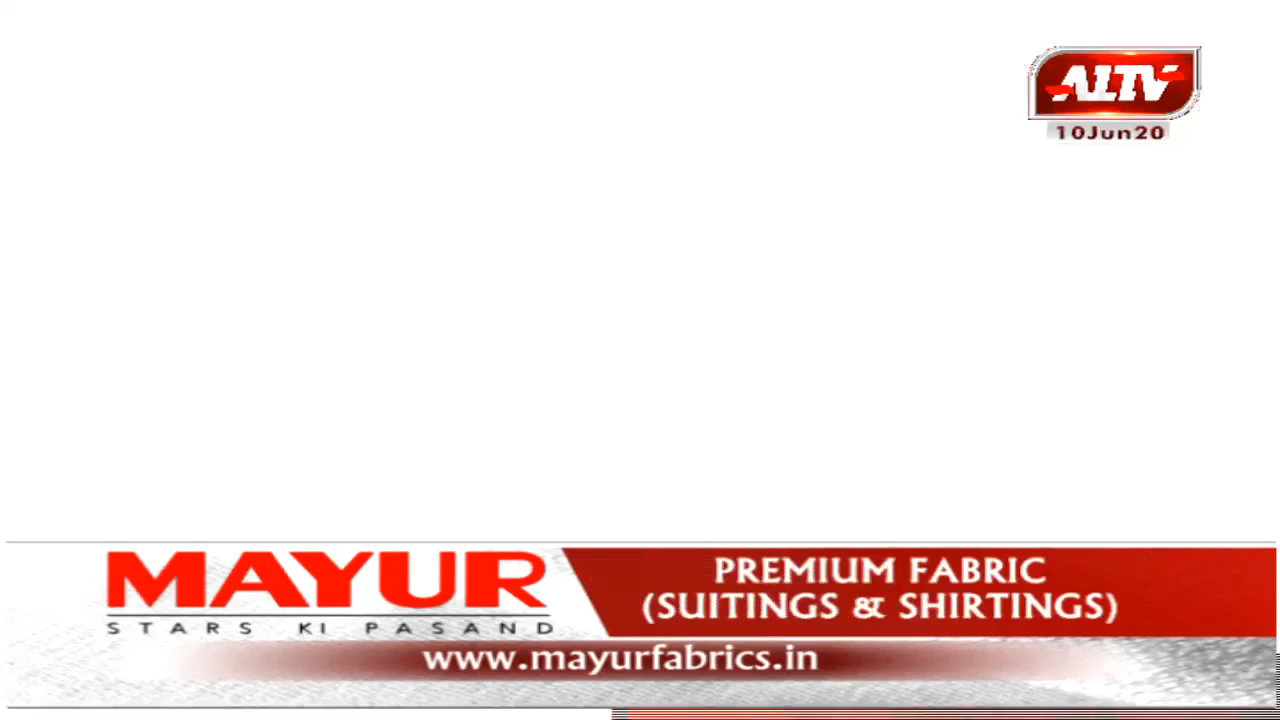 ALTV
10Jun20
MAYUR
STARS KI PASAND
PREMIUM FABRIC
(SUITINGS & SHIRTINGS)
www.mayurfabrics.in